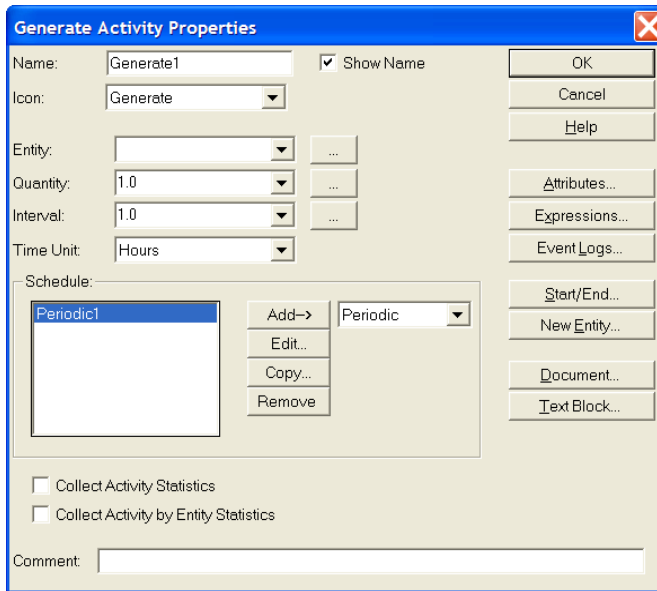 Generate Activity Properties
Name: Generate1 Show Name OK
Icon: Generate Cancel
Help
Entity: ...
Quantity: 1.0 ... Attributes...
Interval: 1.0 ... Expressions...
Time Unit: Hours Event Logs...
Schedule:
Periodic1 Add--> Periodic Start/End...
Edit... New Entity...
Copy... Document...
Remove Text Block...
Collect Activity Statistics
Collect Activity by Entity Statistics
Comment: